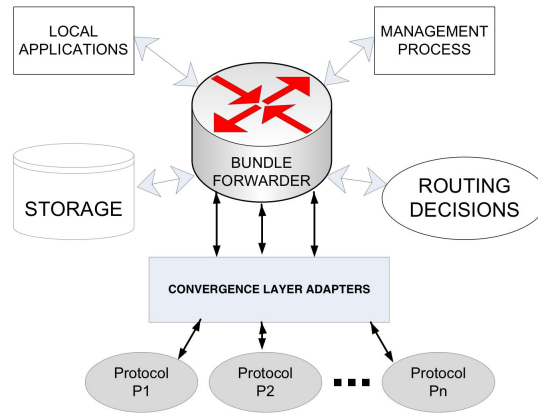 LOCAL
APPLICATIONS
MANAGEMENT
PROCESS
BUNDLE
FORWARDER
STORAGE
ROUTING
DECISIONS
CONVERGENCE LAYER ADAPTERS
Protocol
P1
Protocol
P2
Protocol
Pn